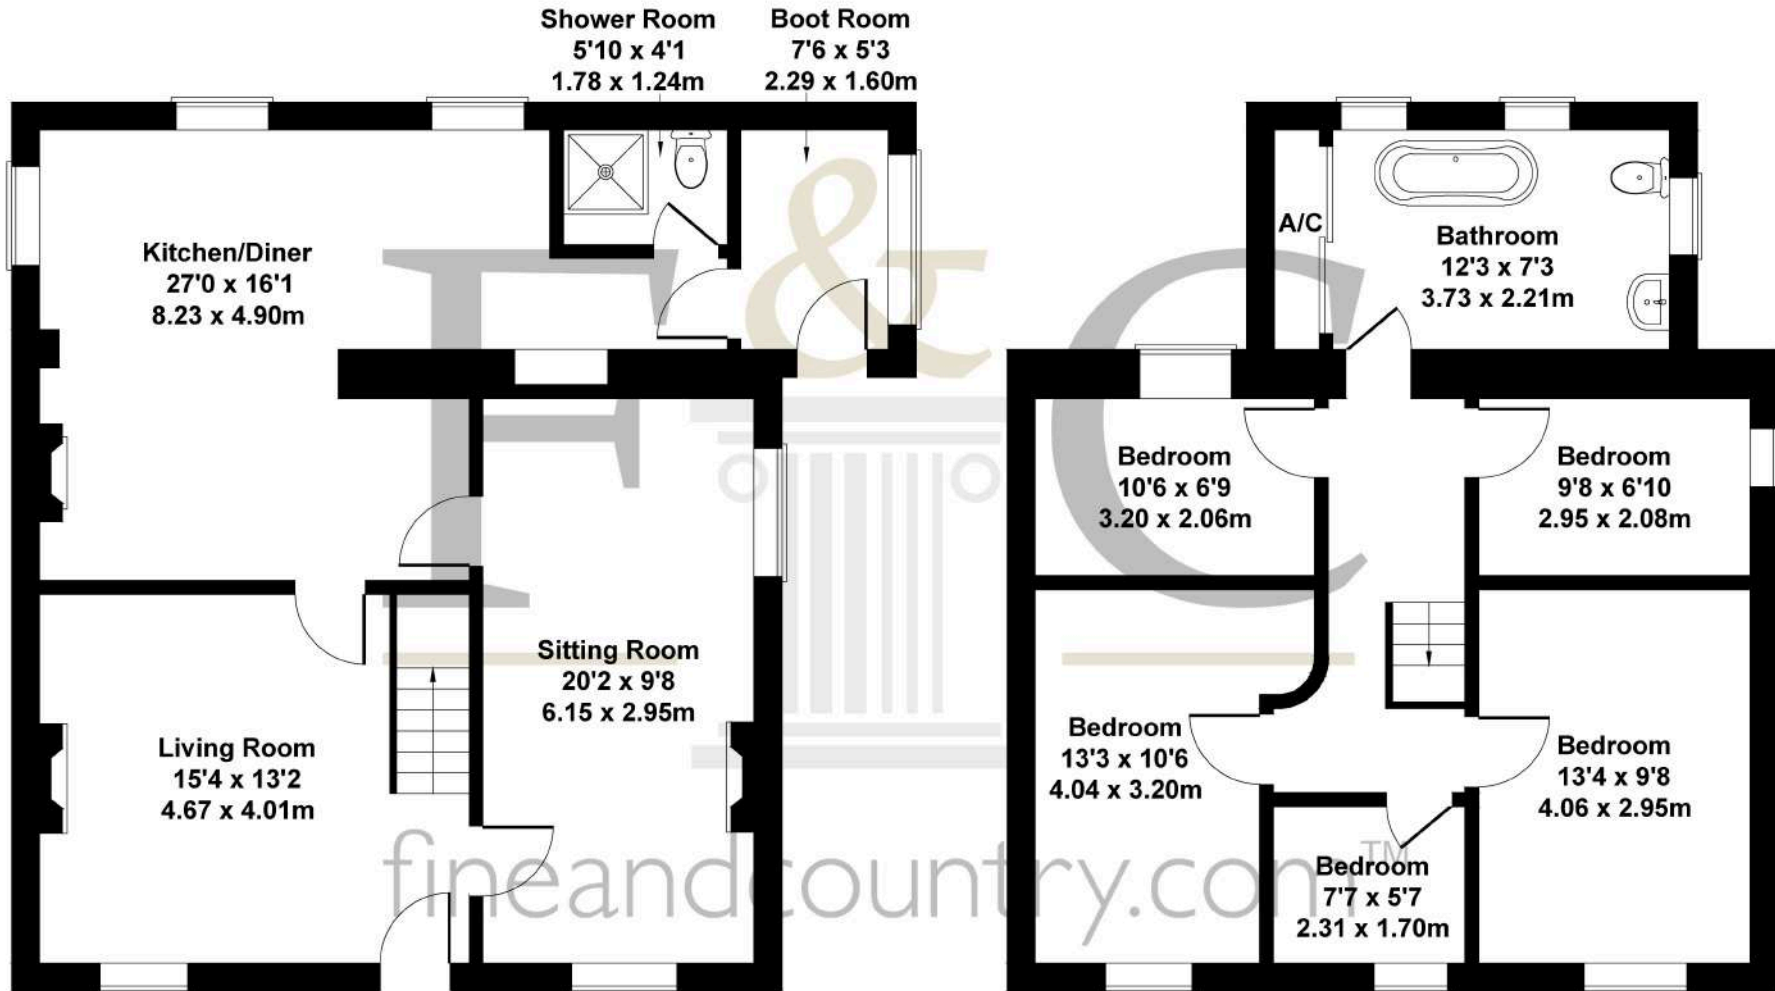 Shower Room
5'10 x 4'1
1.78 x 1.24m
Boot Room
7'6 x 5'3
2.29 x 1.60m
Kitchen/Diner
27'0 x 16'1
8.23 x 4.90m
Sitting Room
20'2 x 9'8
6.15 x 2.95m
Living Room
15'4 x 13'2
4.67 x 4.01m
A/C
Bathroom
12'3 x 7'3
3.73 x 2.21m
Bedroom
10'6 x 6'9
3.20 x 2.06m
Bedroom
9'8 x 6'10
2.95 x 2.08m
Bedroom
13'3 x 10'6
4.04 x 3.20m
Bedroom
13'4 x 9'8
4.06 x 2.95m
Bedroom
7'7 x 5'7
2.31 x 1.70m
F & C
fineandcountry.com™